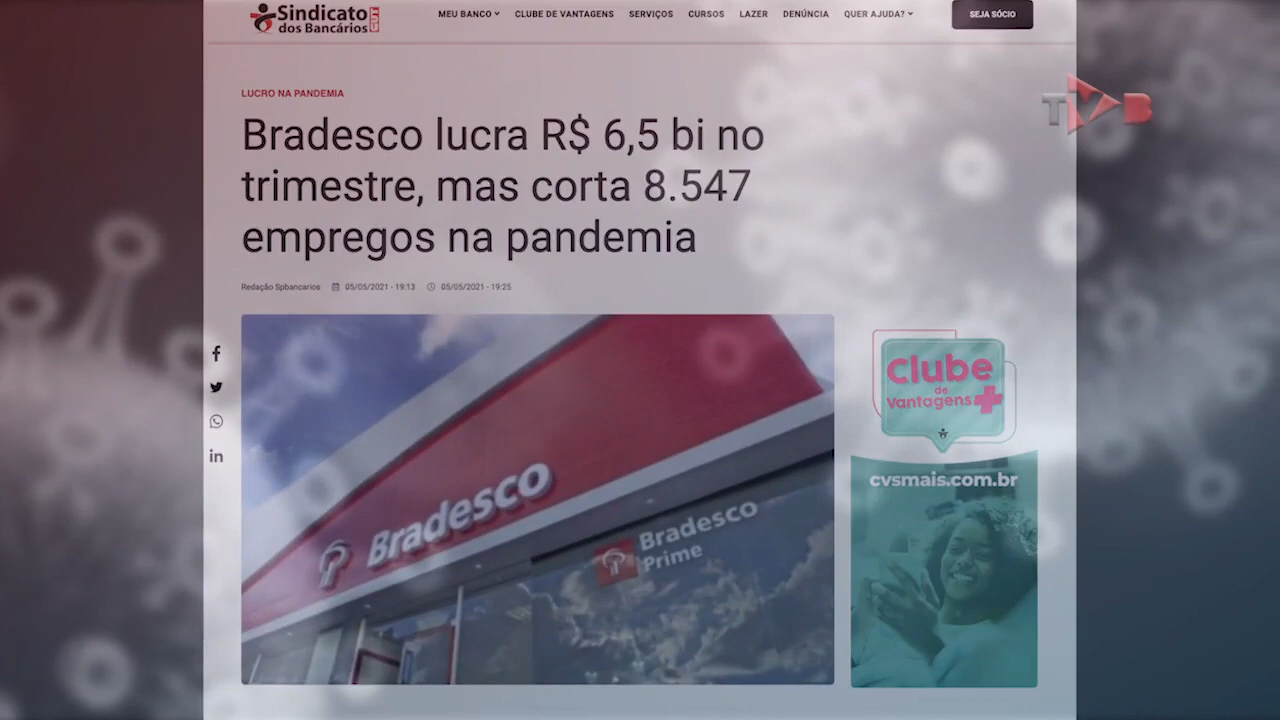 Sindicato
dos Bancários
CUT
MEU BANCO CLUBE DE VANTAGENS SERVIÇOS CURSOS LAZER DENÚNCIA QUER AJUDA? SEJA SÓCIO
TVB
LUCRO NA PANDEMIA
Bradesco lucra R$ 6,5 bi no
trimestre, mas corta 8.547
empregos na pandemia
Redação Spbancarios 05/05/2021 - 19:13 05/05/2021 - 19:25
Bradesco
Bradesco
Prime
Clube
de
Vantagens
cvsmais.com.br